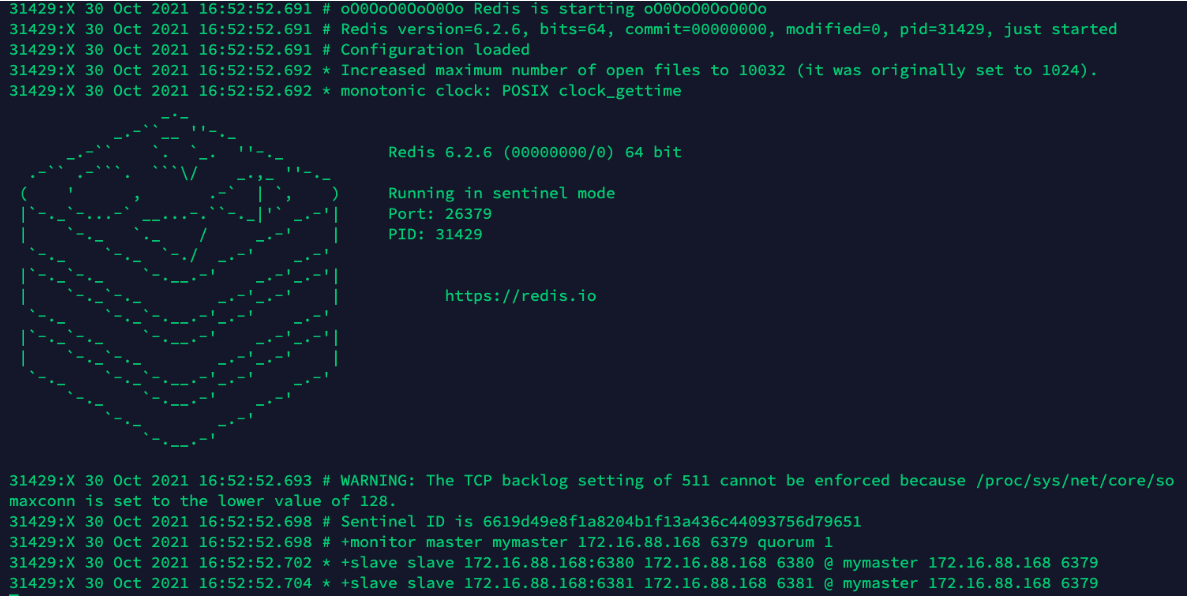 31429:X 30 Oct 2021 16:52:52.691 # oO0OoO0OoO0Oo Redis is starting oO0OoO0OoO0Oo
31429:X 30 Oct 2021 16:52:52.691 # Redis version=6.2.6, bits=64, commit=00000000, modified=0, pid=31429, just started
31429:X 30 Oct 2021 16:52:52.691 # Configuration loaded
31429:X 30 Oct 2021 16:52:52.692 * Increased maximum number of open files to 10032 (it was originally set to 1024).
31429:X 30 Oct 2021 16:52:52.692 * monotonic clock: POSIX clock_gettime
Redis 6.2.6 (00000000/0) 64 bit
Running in sentinel mode
Port: 26379
PID: 31429
https://redis.io
31429:X 30 Oct 2021 16:52:52.693 # WARNING: The TCP backlog setting of 511 cannot be enforced because /proc/sys/net/core/so
maxconn is set to the lower value of 128.
31429:X 30 Oct 2021 16:52:52.698 # Sentinel ID is 6619d49e8f1a8204b1f13a436c44093756d79651
31429:X 30 Oct 2021 16:52:52.698 # +monitor master mymaster 172.16.88.168 6379 quorum 1
31429:X 30 Oct 2021 16:52:52.702 * +slave slave 172.16.88.168:6380 172.16.88.168 6380 @ mymaster 172.16.88.168 6379
31429:X 30 Oct 2021 16:52:52.704 * +slave slave 172.16.88.168:6381 172.16.88.168 6381 @ mymaster 172.16.88.168 6379